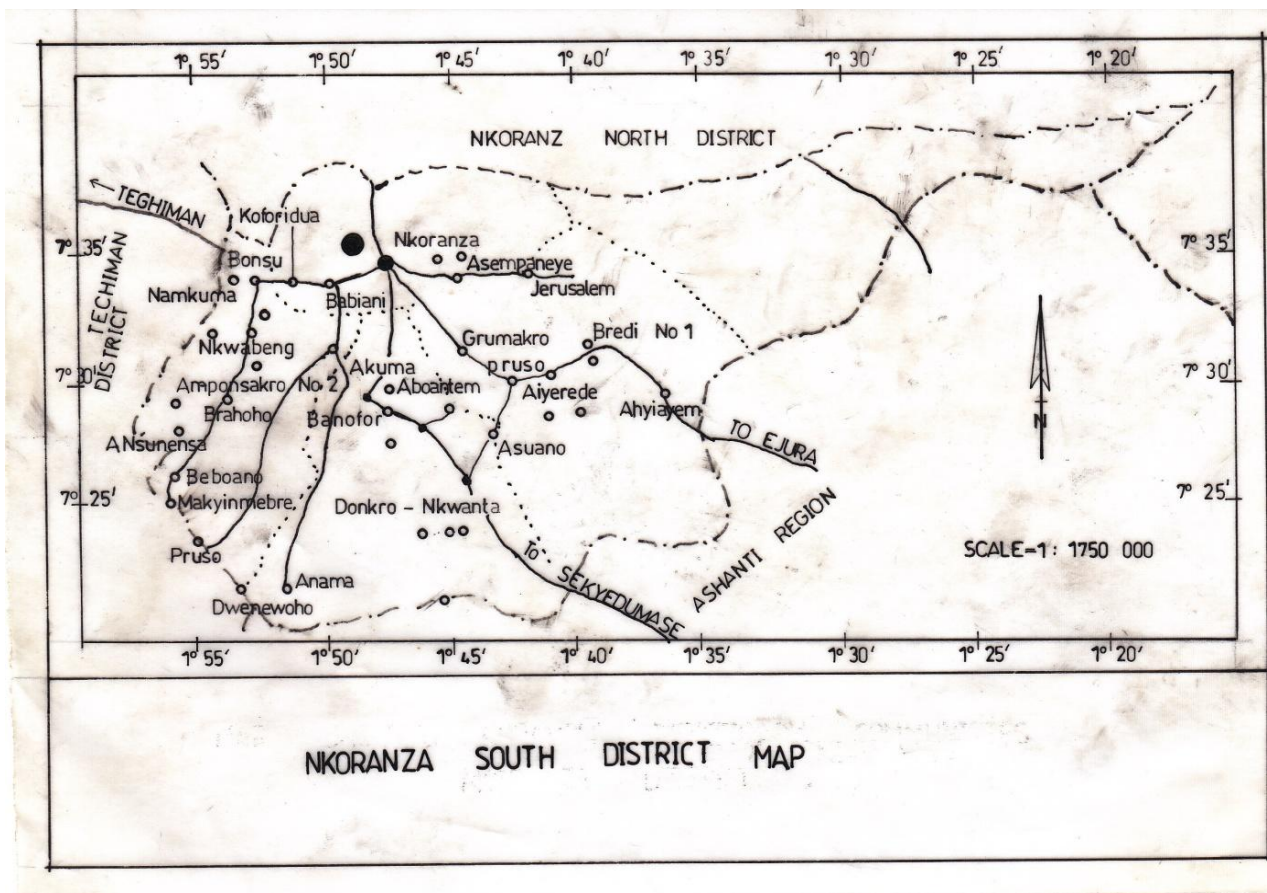 1° 55′ 1° 50′ 1° 45′ 1° 40′ 1° 35′ 1° 30′ 1° 25′ 1° 20′
NKORANZ NORTH DISTRICT
← TEGHIMAN
Koforidua
7° 35′
Nkoranza
7° 35′
Bonsu
Asempaneye
Namkuma
Babiani
Jerusalem
TECHIMAN
DISTRICT
Grumakro
Bredi No 1
Nkwabeng
pruso
Akuma
7° 30′
Amponsakro No 2
Aboantem
Aiyerede
7° 30′
Brahoho
Banofor
Ahyiayem
TO EJURA
ANsunensa
Asuano
Beboano
7° 25′
Makyinmebre
Donkro - Nkwanta
7° 25′
N
Pruso
TO SEKYEDUMASE
ASHANTI REGION
SCALE=1: 1750 000
Anama
Dwenewoho
1° 55′ 1° 50′ 1° 45′ 1° 40′ 1° 35′ 1° 30′ 1° 25′ 1° 20′
NKORANZA SOUTH DISTRICT MAP